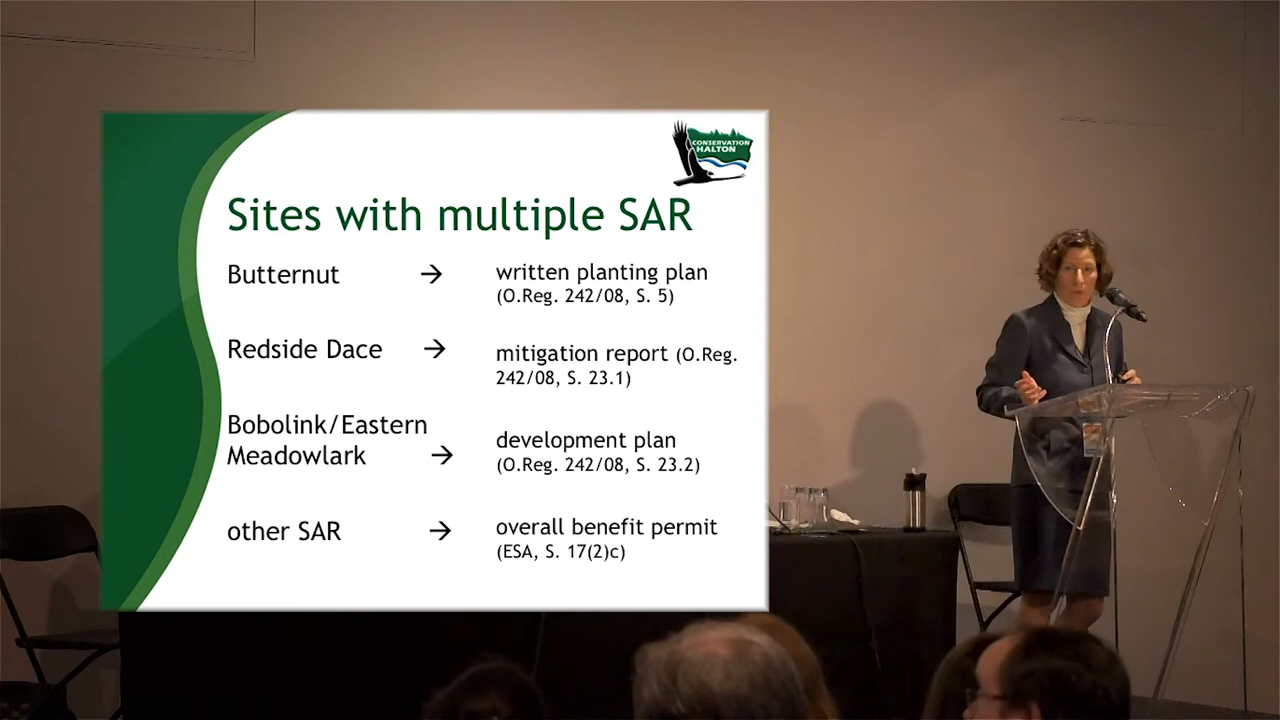 CONSERVATION
HALTON
Sites with multiple SAR
Butternut → written planting plan
(O.Reg. 242/08, S. 5)
Redside Dace → mitigation report (O.Reg.
242/08, S. 23.1)
Bobolink/Eastern
Meadowlark → development plan
(O.Reg. 242/08, S. 23.2)
other SAR → overall benefit permit
(ESA, S. 17(2)c)